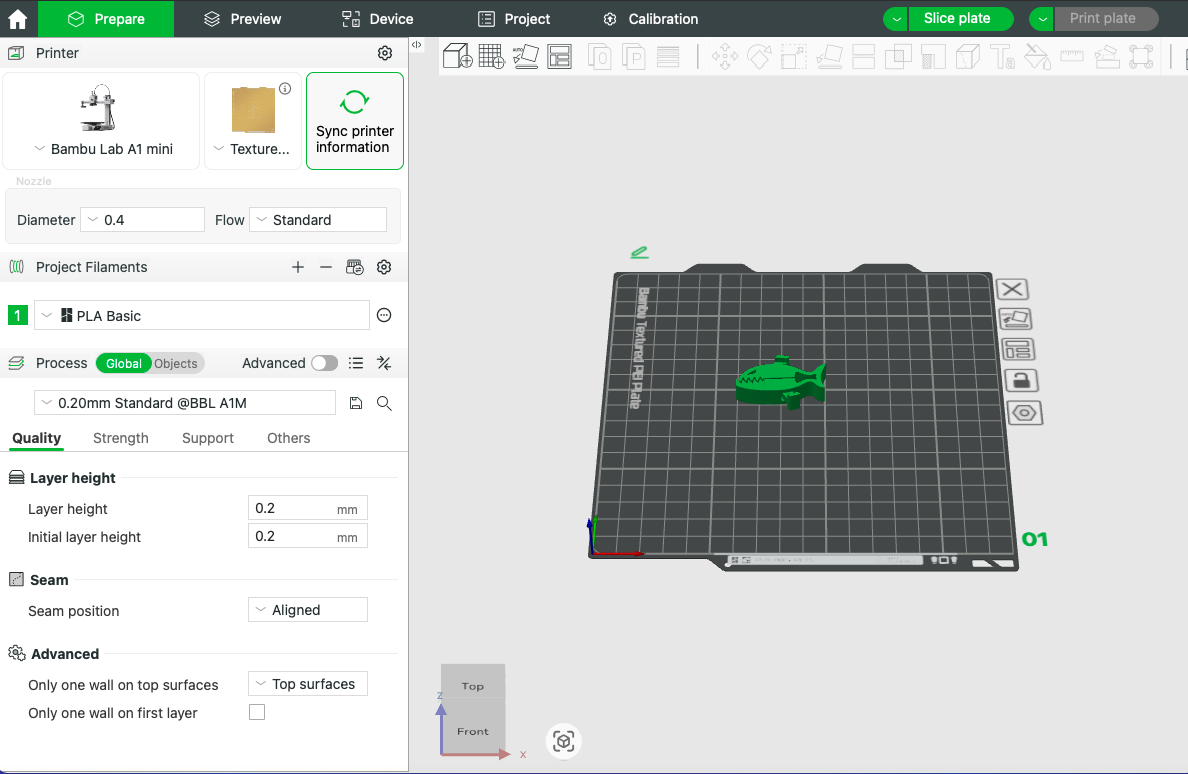 Prepare
Preview
Device
Project
Calibration
Slice plate
Print plate
Printer
Bambu Lab A1 mini
Texture...
Sync printer
information
Nozzle
Diameter
0.4
Flow
Standard
Project Filaments
1
PLA Basic
Process
Global
Objects
Advanced
0.20mm Standard @BBL A1M
Quality
Strength
Support
Others
Layer height
Layer height
0.2
mm
Initial layer height
0.2
mm
Seam
Seam position
Aligned
Advanced
Only one wall on top surfaces
Top surfaces
Only one wall on first layer
Bambu Textured PEI Plate
01
Top
Front
z
x